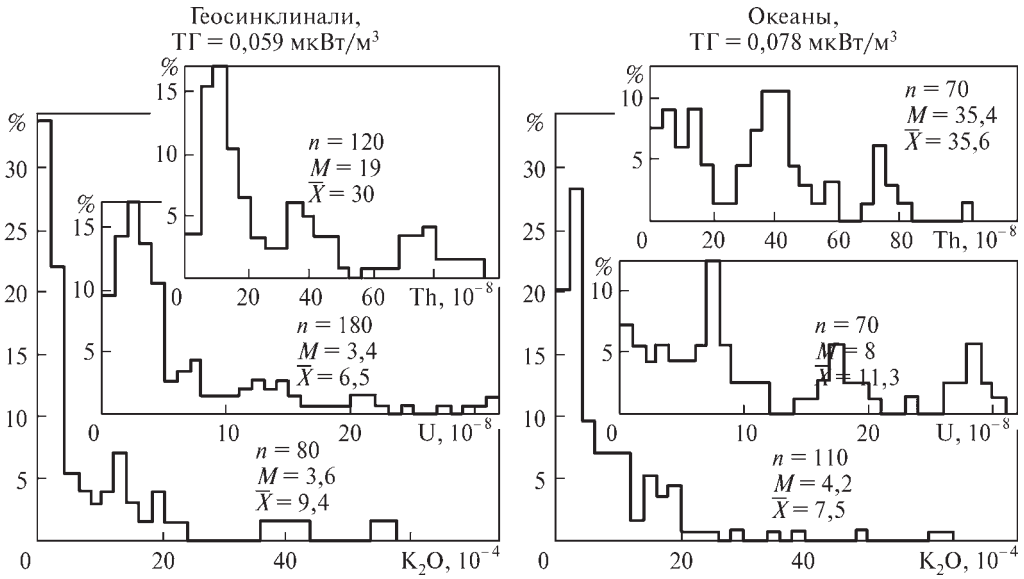 Геосинклинали,
ТГ = 0,059 мкВт/м³
%
15
10
5
n = 120
M = 19
X̅ = 30
0 20 40 60 Th, 10⁻⁸
%
15
10
5
n = 180
M = 3,4
X̅ = 6,5
0 10 20 U, 10⁻⁸
%
30
25
20
15
10
5
n = 80
M = 3,6
X̅ = 9,4
0 20 40 K₂O, 10⁻⁴
Океаны,
ТГ = 0,078 мкВт/м³
%
10
5
n = 70
M = 35,4
X̅ = 35,6
0 20 40 60 80 Th, 10⁻⁸
%
10
5
n = 70
M = 8
X̅ = 11,3
0 10 20 U, 10⁻⁸
%
30
25
20
15
10
5
n = 110
M = 4,2
X̅ = 7,5
0 20 40 K₂O, 10⁻⁴